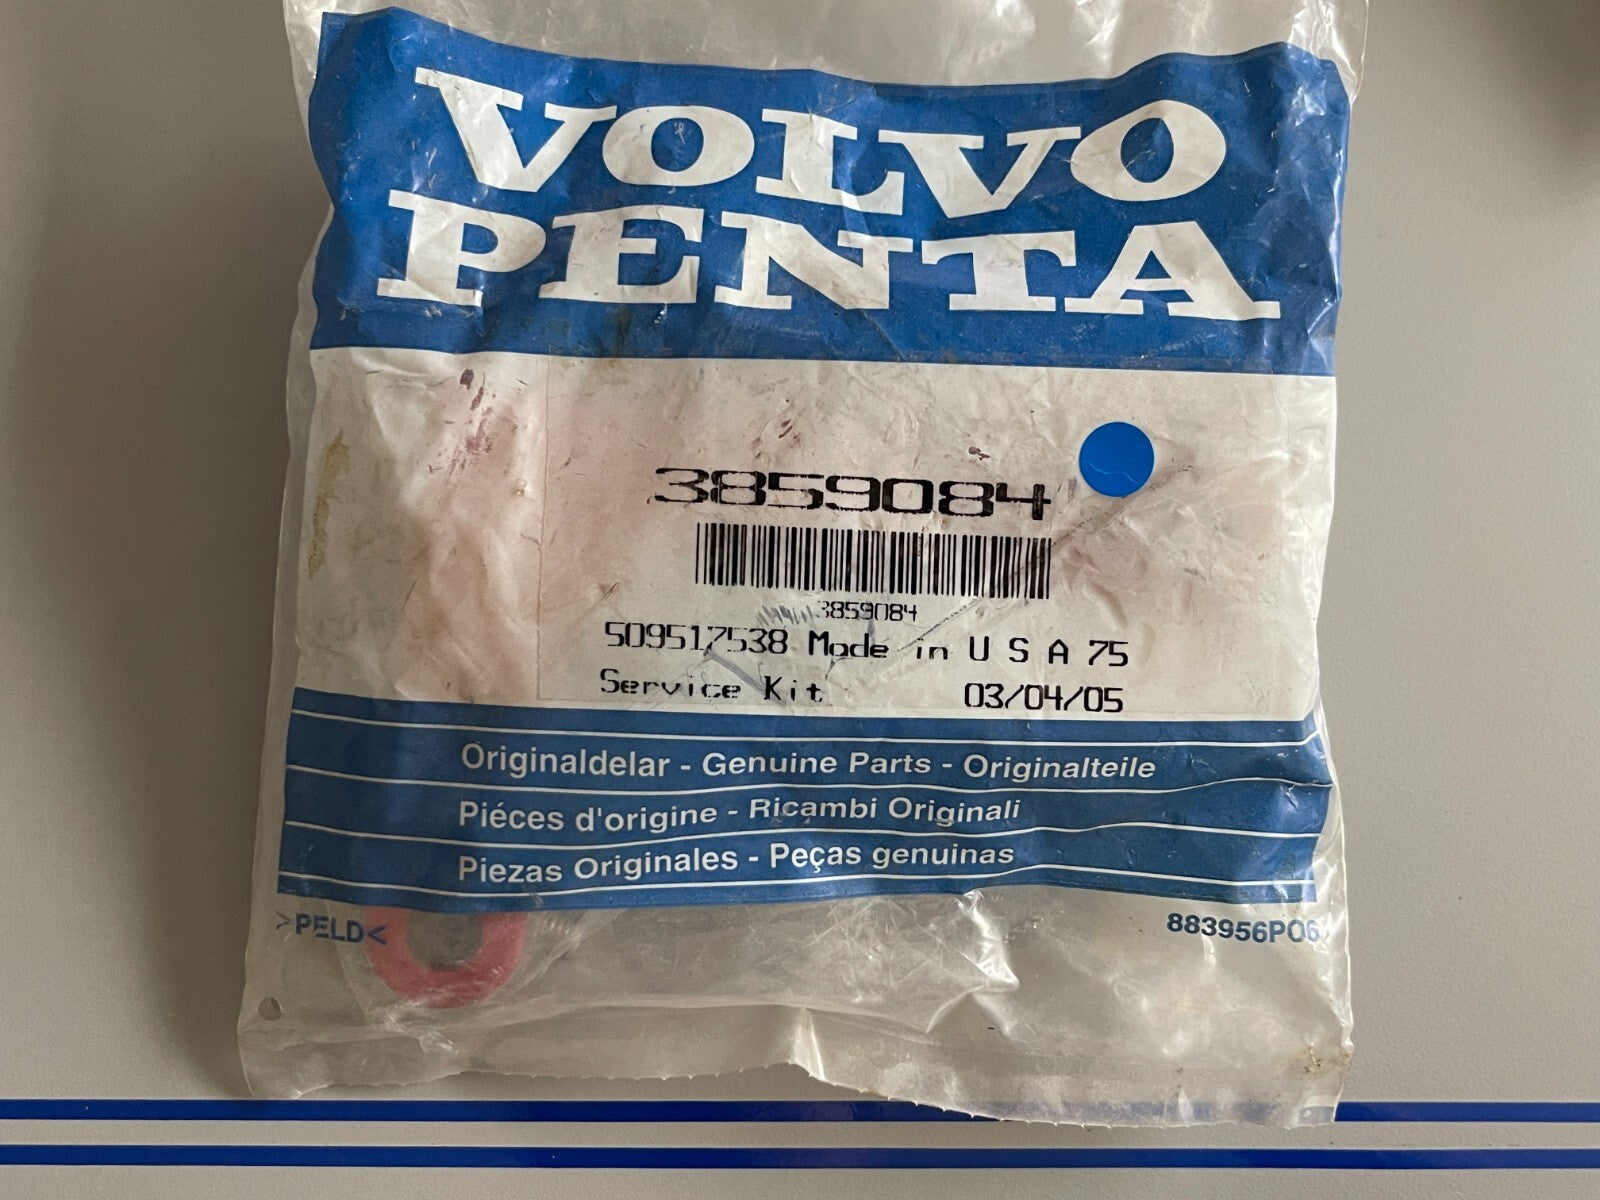 VOLVO
PENTA
3859084
3859084
509517538 Made in U S A 75
Service Kit 03/04/05
Originaldelar - Genuine Parts - Originalteile
Piéces d'origine - Ricambi Originali
Piezas Originales - Peças genuinas
>PELD< 883956P06